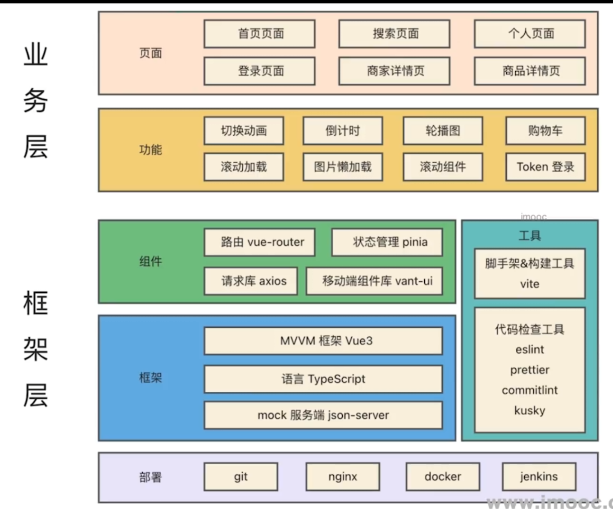 业务层
页面
首页页面
搜索页面
个人页面
登录页面
商家详情页
商品详情页
功能
切换动画
倒计时
轮播图
购物车
滚动加载
图片懒加载
滚动组件
Token 登录
框架层
组件
路由 vue-router
状态管理 pinia
请求库 axios
移动端组件库 vant-ui
框架
MVVM 框架 Vue3
语言 TypeScript
mock 服务端 json-server
imooc
工具
脚手架&构建工具
vite
代码检查工具
eslint
prettier
commitlint
kusky
部署
git
nginx
docker
jenkins
www.imooc.c